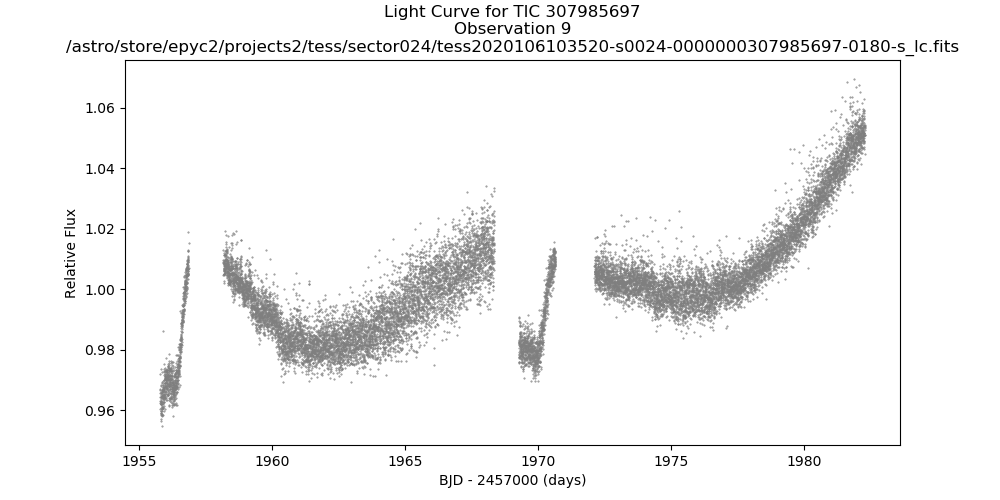 Light Curve for TIC 307985697
Observation 9
/astro/store/epyc2/projects2/tess/sector024/tess2020106103520-s0024-0000000307985697-0180-s_lc.fits
1.06
1.04
1.02
1.00
0.98
0.96
Relative Flux
1955
1960
1965
1970
1975
1980
BJD - 2457000 (days)